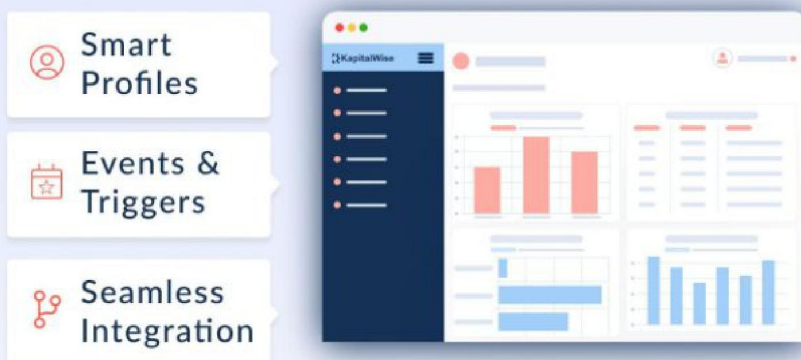 Smart
Profiles
Events &
Triggers
Seamless
Integration
KapitalWise